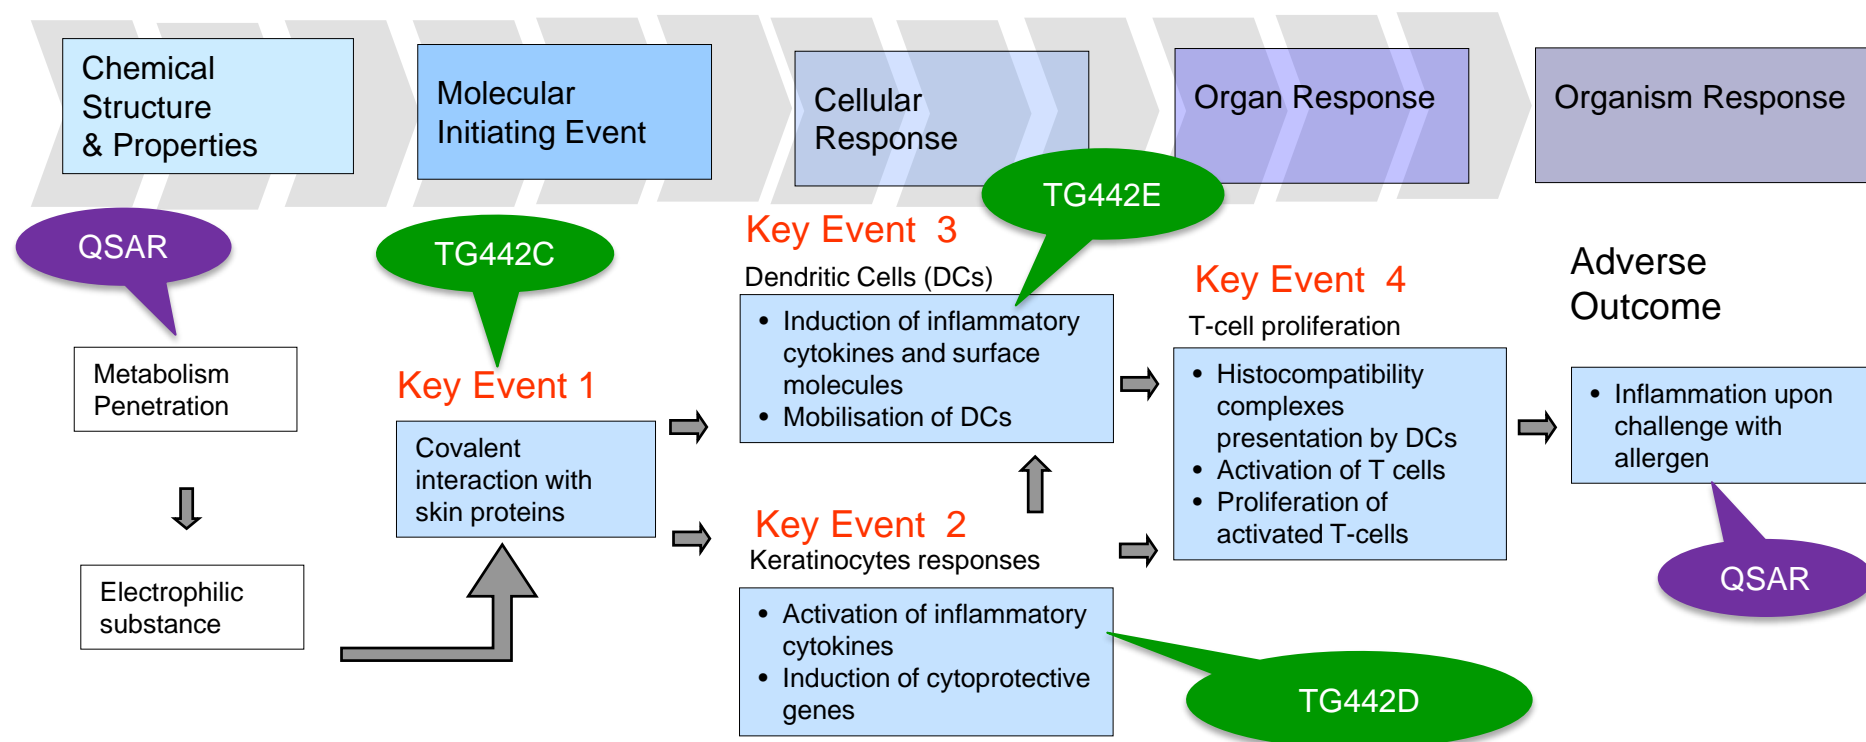 Chemical
Structure
& Properties
Molecular
Initiating Event
Cellular
Response
Organ Response
Organism Response
QSAR
Metabolism
Penetration
Electrophilic
substance
TG442C
Key Event 1
Covalent
interaction with
skin proteins
TG442E
Key Event 3
Dendritic Cells (DCs)
• Induction of inflammatory
cytokines and surface
molecules
• Mobilisation of DCs
Key Event 2
Keratinocytes responses
• Activation of inflammatory
cytokines
• Induction of cytoprotective
genes
TG442D
Key Event 4
T-cell proliferation
• Histocompatibility
complexes
presentation by DCs
• Activation of T cells
• Proliferation of
activated T-cells
Adverse
Outcome
• Inflammation upon
challenge with
allergen
QSAR